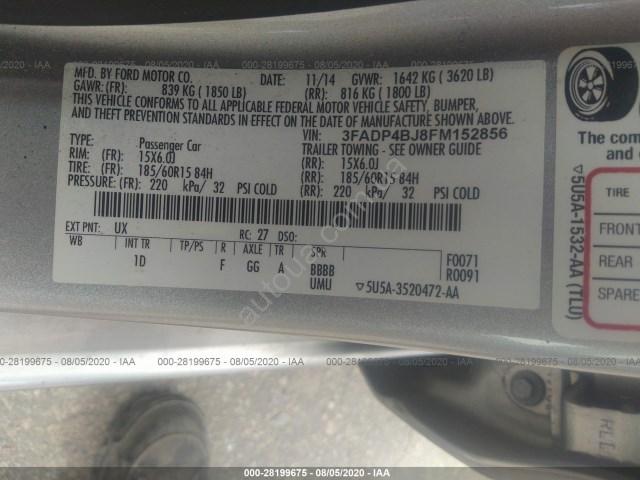 000-28199675 - 08/05/2020 - IAA 000-28199675 - 08/05/2020 - IAA
MFD. BY FORD MOTOR CO. DATE: 11/14 GVWR: 1642 KG ( 3620 LB)
GAWR: (FR): 839 KG ( 1850 LB) (RR): 816 KG ( 1800 LB)
THIS VEHICLE CONFORMS TO ALL APPLICABLE FEDERAL MOTOR VEHICLE SAFETY, BUMPER,
AND THEFT PREVENTION STANDARDS IN EFFECT ON THE DATE OF MANUFACTURE SHOWN ABOVE.
VIN: 3FADP4BJ8FM152856
TYPE: Passenger Car TRAILER TOWING - SEE OWNER GUIDE
RIM: (FR) 15X6.0J (RR): 15X6.0J
TIRE: (FR) 185/60R15 84H (RR): 185/60R15 84H
PRESSURE: (FR) 220 kPa/ 32 PSI COLD (RR) 220 kPa/ 32 PSI COLD
EXT PNT: UX RC: 27 DSO:
WB INT TR TP/PS R AXLE TR SPR F0071
1D F GG A BBBB R0091
UMU ▽5U5A-3520472-AA
The com
and
TIRE
FRONT
REAR
SPARE
▽5U5A-1532-AA (TLU)
autoua.com.ua
000-28199675 - 08/05/2020 - IAA 000-28199675 - 08/05/2020 - IAA 000-28199675 - 08/05/2020 - IAA
000-28199675 - 08/05/2020 - IAA